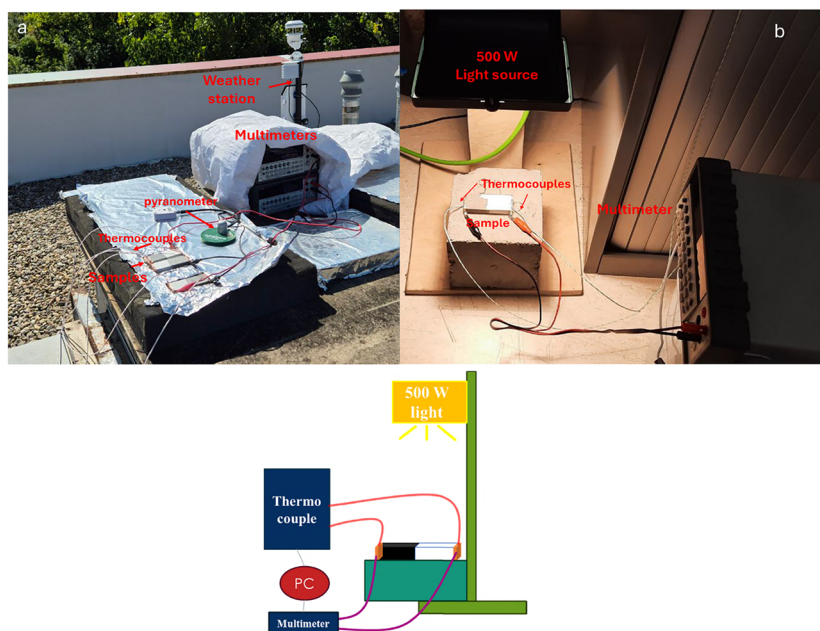 a
Weather
station
Multimeters
pyranometer
Thermocouples
Samples
b
500 W
Light source
Thermocouples
Sample
Multimeter
500 W
light
Thermo
couple
PC
Multimeter